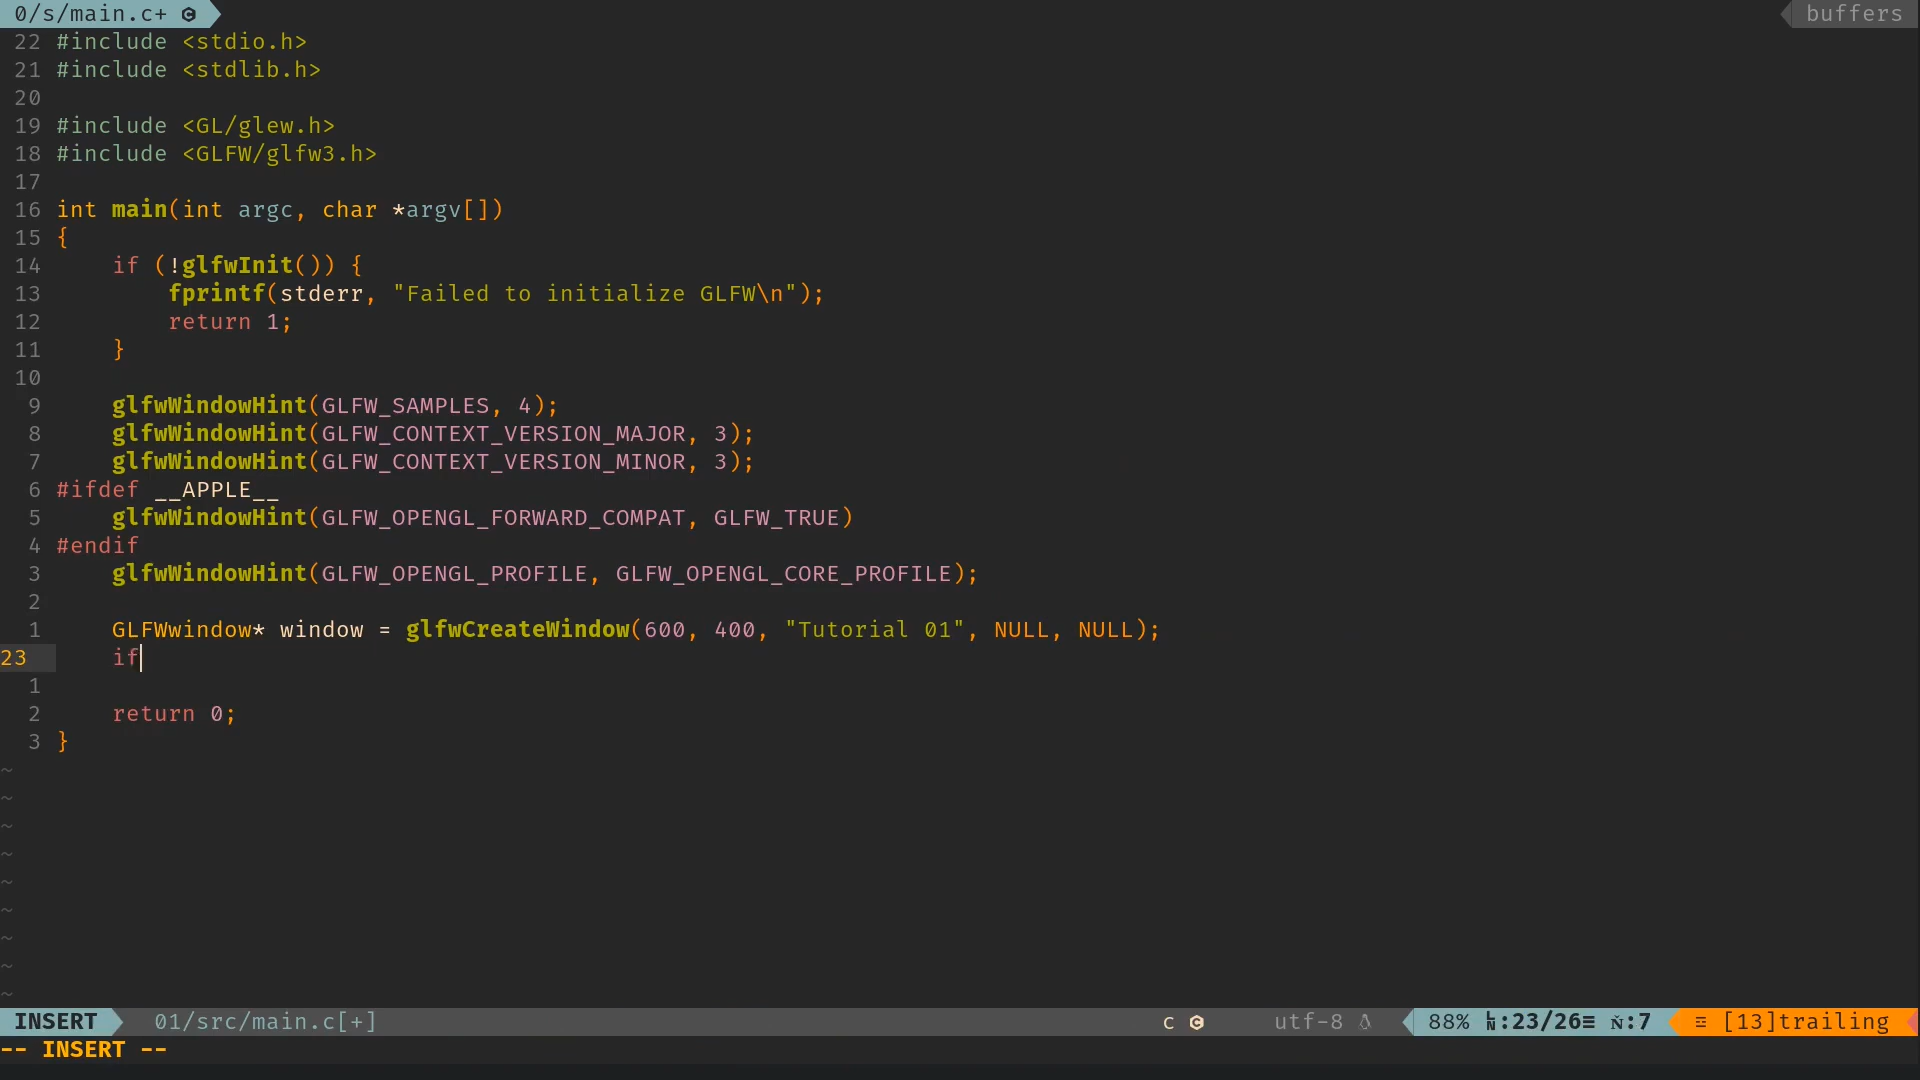 0/s/main.c+ buffers
22 #include <stdio.h>
21 #include <stdlib.h>
20
19 #include <GL/glew.h>
18 #include <GLFW/glfw3.h>
17
16 int main(int argc, char *argv[])
15 {
14     if (!glfwInit()) {
13         fprintf(stderr, "Failed to initialize GLFW\n");
12         return 1;
11     }
10
9     glfwWindowHint(GLFW_SAMPLES, 4);
8     glfwWindowHint(GLFW_CONTEXT_VERSION_MAJOR, 3);
7     glfwWindowHint(GLFW_CONTEXT_VERSION_MINOR, 3);
6 #ifdef __APPLE__
5     glfwWindowHint(GLFW_OPENGL_FORWARD_COMPAT, GLFW_TRUE)
4 #endif
3     glfwWindowHint(GLFW_OPENGL_PROFILE, GLFW_OPENGL_CORE_PROFILE);
2
1     GLFWwindow* window = glfwCreateWindow(600, 400, "Tutorial 01", NULL, NULL);
23     if
1
2     return 0;
3 }
~
~
~
~
~
~
~
~
~
INSERT 01/src/main.c[+] c utf-8 88% LN:23/26≡ N:7 ☲ [13]trailing
-- INSERT --